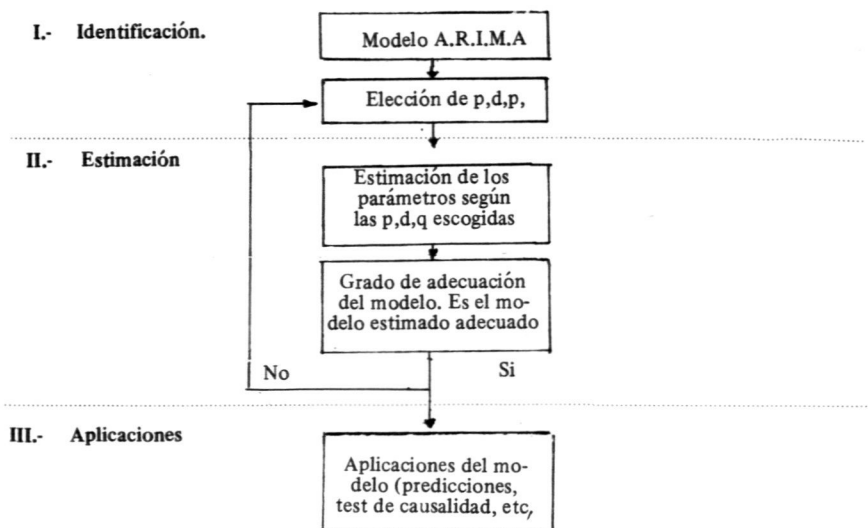 I.- Identificación.
Modelo A.R.I.M.A
Elección de p,d,p,
II.- Estimación
Estimación de los
parámetros según
las p,d,q escogidas
Grado de adecuación
del modelo. Es el mo-
delo estimado adecuado
No
Si
III.- Aplicaciones
Aplicaciones del mo-
delo (predicciones,
test de causalidad, etc,